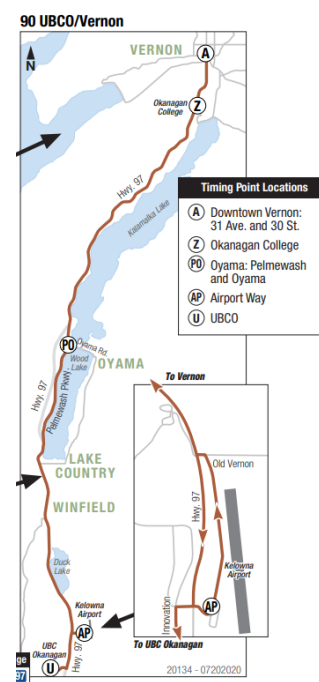 90 UBCO/Vernon
N
VERNON
A
Okanagan
College
Z
Hwy. 97
Kalamalka Lake
Timing Point Locations
A Downtown Vernon:
31 Ave. and 30 St.
Z Okanagan College
PO Oyama: Pelmewash
and Oyama
AP Airport Way
U UBCO
PO
Oyama Rd.
Wood
Lake
OYAMA
Hwy. 97
Pelmewash Pkwy.
LAKE
COUNTRY
WINFIELD
Duck
Lake
Kelowna
Airport
AP
UBC
Okanagan
U
Hwy. 97
ge
97
To Vernon
Old Vernon
Hwy. 97
Kelowna
Airport
AP
Innovation
To UBC Okanagan
20134 - 07202020